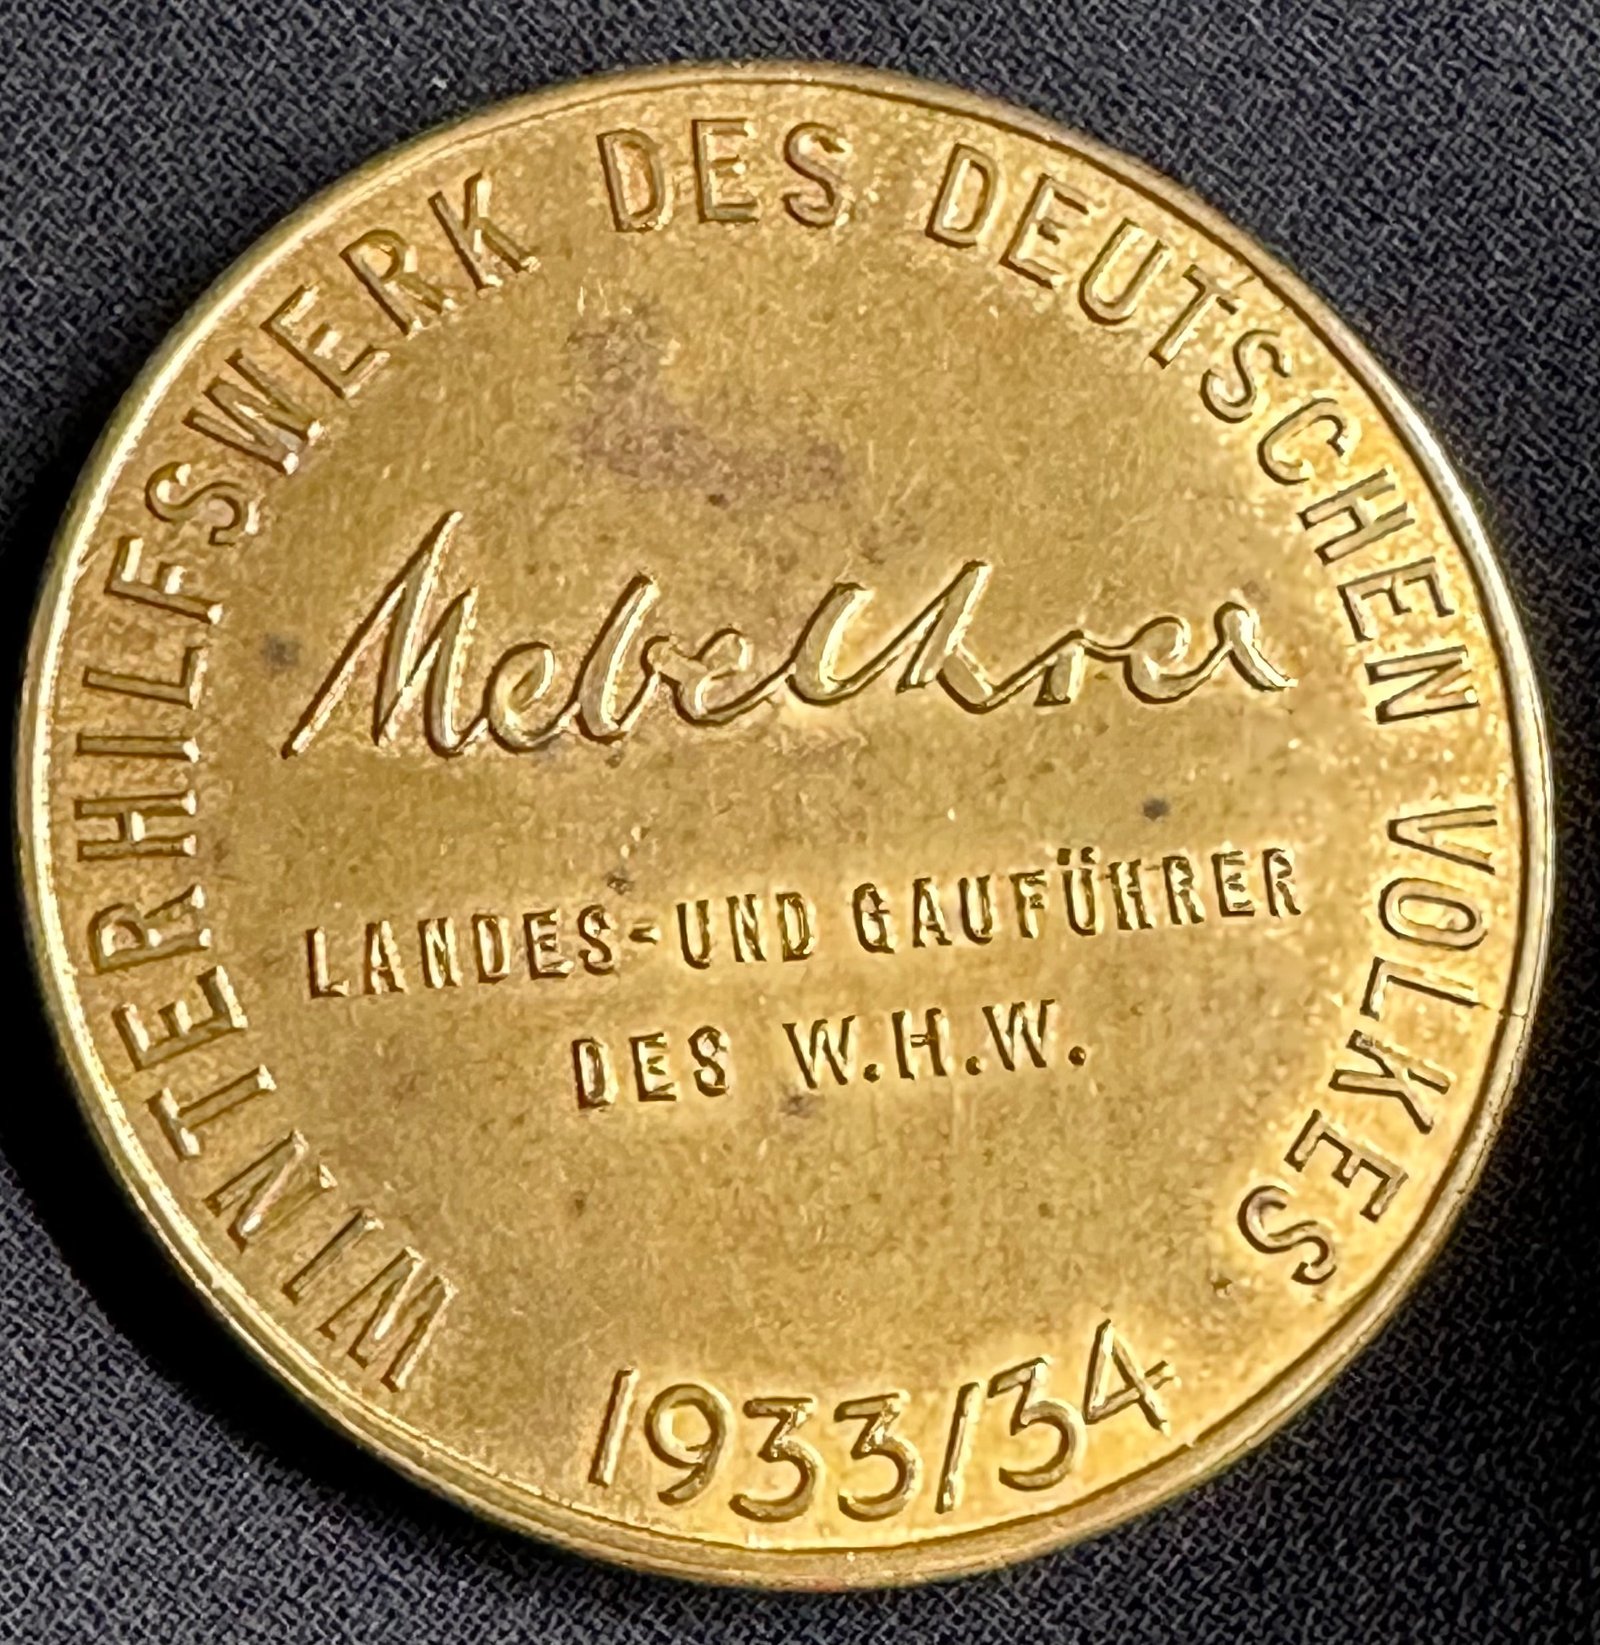 WINTERHILFSWERK DES DEUTSCHEN VOLKES
LANDES- UND GAUFÜHRER
DES W.H.W.
1933/34